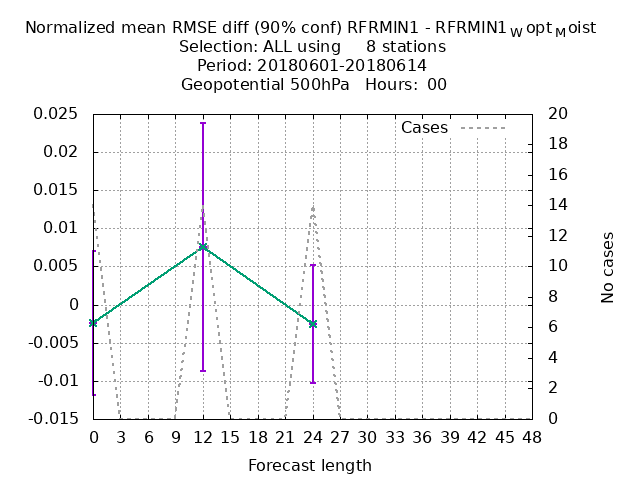 Normalized mean RMSE diff (90% conf) RFRMIN1 - RFRMIN1WoptMoist
Selection: ALL using     8 stations
Period: 20180601-20180614
Geopotential 500hPa   Hours:  00
Cases
0.025
0.02
0.015
0.01
0.005
0
-0.005
-0.01
-0.015
20
18
16
14
12
10
8
6
4
2
0
No cases
0 3 6 9 12 15 18 21 24 27 30 33 36 39 42 45 48
Forecast length